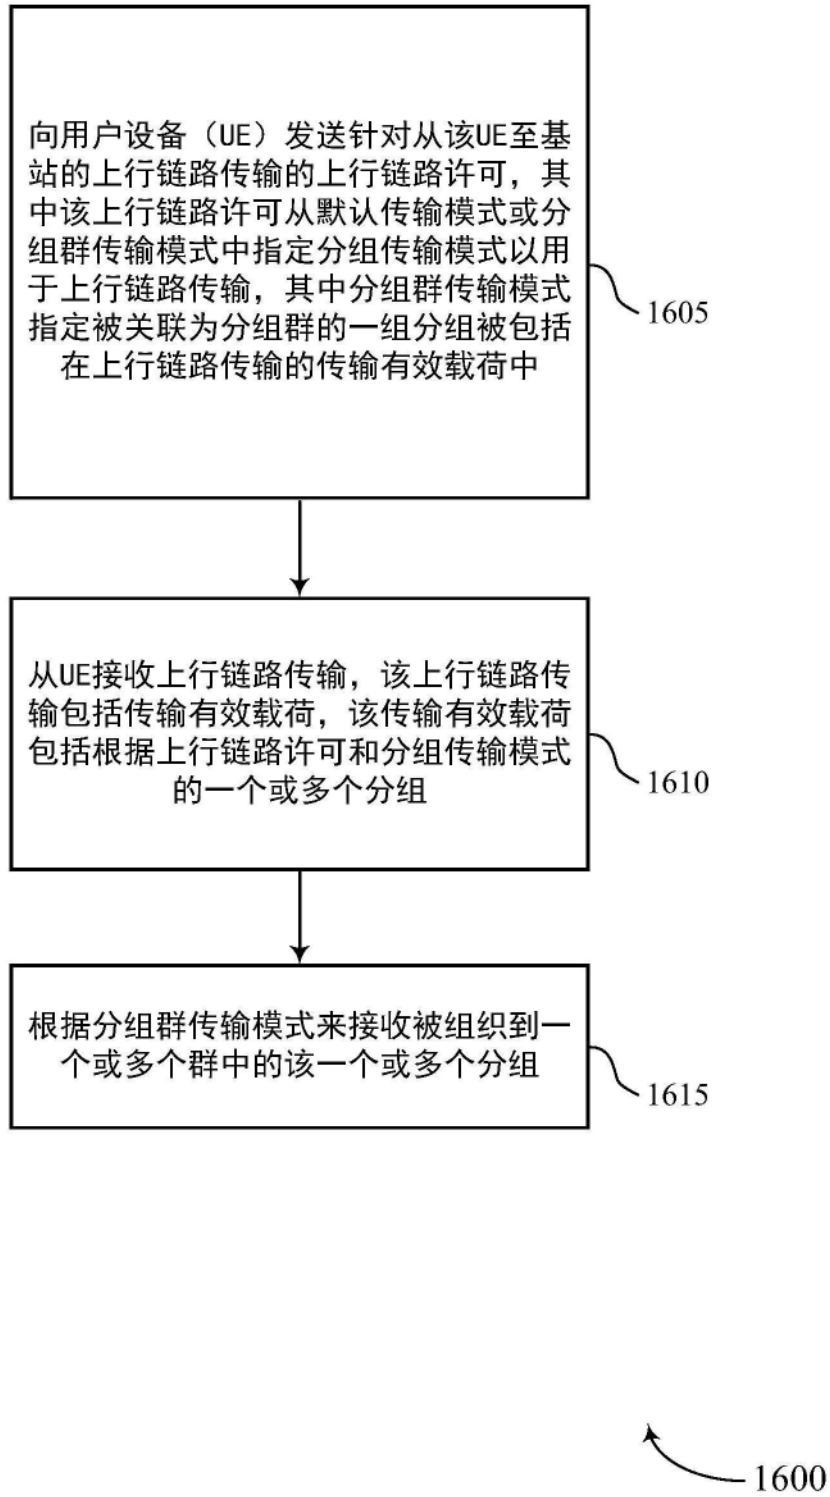 向用户设备（UE）发送针对从该UE至基
站的上行链路传输的上行链路许可，其
中该上行链路许可从默认传输模式或分
组群传输模式中指定分组传输模式以用
于上行链路传输，其中分组群传输模式
指定被关联为分组群的一组分组被包括
在上行链路传输的传输有效载荷中
1605
从UE接收上行链路传输，该上行链路传
输包括传输有效载荷，该传输有效载荷
包括根据上行链路许可和分组传输模式
的一个或多个分组
1610
根据分组群传输模式来接收被组织到一
个或多个群中的该一个或多个分组
1615
1600